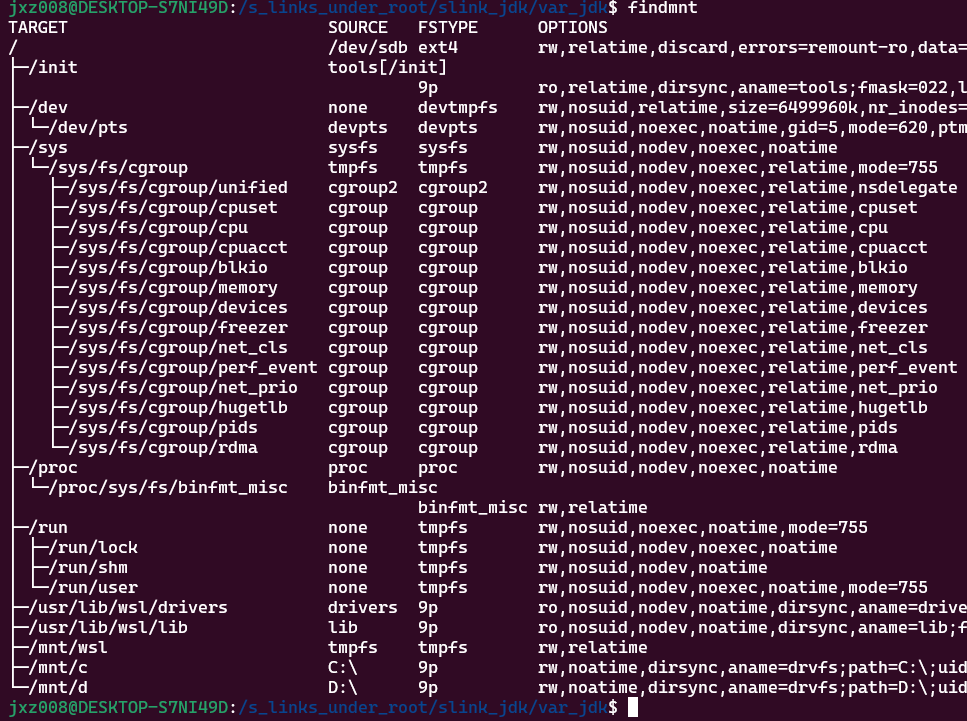 jxz008@DESKTOP-S7NI49D:/s_links_under_root/slink_jdk/var_jdk$ findmnt
TARGET SOURCE FSTYPE OPTIONS
/ /dev/sdb ext4 rw,relatime,discard,errors=remount-ro,data=
├─/init tools[/init]
│ 9p ro,relatime,dirsync,aname=tools;fmask=022,l
├─/dev none devtmpfs rw,nosuid,relatime,size=6499960k,nr_inodes=
│ └─/dev/pts devpts devpts rw,nosuid,noexec,noatime,gid=5,mode=620,ptm
├─/sys sysfs sysfs rw,nosuid,nodev,noexec,noatime
│ └─/sys/fs/cgroup tmpfs tmpfs rw,nosuid,nodev,noexec,relatime,mode=755
│ ├─/sys/fs/cgroup/unified cgroup2 cgroup2 rw,nosuid,nodev,noexec,relatime,nsdelegate
│ ├─/sys/fs/cgroup/cpuset cgroup cgroup rw,nosuid,nodev,noexec,relatime,cpuset
│ ├─/sys/fs/cgroup/cpu cgroup cgroup rw,nosuid,nodev,noexec,relatime,cpu
│ ├─/sys/fs/cgroup/cpuacct cgroup cgroup rw,nosuid,nodev,noexec,relatime,cpuacct
│ ├─/sys/fs/cgroup/blkio cgroup cgroup rw,nosuid,nodev,noexec,relatime,blkio
│ ├─/sys/fs/cgroup/memory cgroup cgroup rw,nosuid,nodev,noexec,relatime,memory
│ ├─/sys/fs/cgroup/devices cgroup cgroup rw,nosuid,nodev,noexec,relatime,devices
│ ├─/sys/fs/cgroup/freezer cgroup cgroup rw,nosuid,nodev,noexec,relatime,freezer
│ ├─/sys/fs/cgroup/net_cls cgroup cgroup rw,nosuid,nodev,noexec,relatime,net_cls
│ ├─/sys/fs/cgroup/perf_event cgroup cgroup rw,nosuid,nodev,noexec,relatime,perf_event
│ ├─/sys/fs/cgroup/net_prio cgroup cgroup rw,nosuid,nodev,noexec,relatime,net_prio
│ ├─/sys/fs/cgroup/hugetlb cgroup cgroup rw,nosuid,nodev,noexec,relatime,hugetlb
│ ├─/sys/fs/cgroup/pids cgroup cgroup rw,nosuid,nodev,noexec,relatime,pids
│ └─/sys/fs/cgroup/rdma cgroup cgroup rw,nosuid,nodev,noexec,relatime,rdma
├─/proc proc proc rw,nosuid,nodev,noexec,noatime
│ └─/proc/sys/fs/binfmt_misc binfmt_misc
│ binfmt_misc rw,relatime
├─/run none tmpfs rw,nosuid,noexec,noatime,mode=755
│ ├─/run/lock none tmpfs rw,nosuid,nodev,noexec,noatime
│ ├─/run/shm none tmpfs rw,nosuid,nodev,noatime
│ └─/run/user none tmpfs rw,nosuid,nodev,noexec,noatime,mode=755
├─/usr/lib/wsl/drivers drivers 9p ro,nosuid,nodev,noatime,dirsync,aname=drive
├─/usr/lib/wsl/lib lib 9p ro,nosuid,nodev,noatime,dirsync,aname=lib;f
├─/mnt/wsl tmpfs tmpfs rw,relatime
├─/mnt/c C:\ 9p rw,noatime,dirsync,aname=drvfs;path=C:\;uid
└─/mnt/d D:\ 9p rw,noatime,dirsync,aname=drvfs;path=D:\;uid
jxz008@DESKTOP-S7NI49D:/s_links_under_root/slink_jdk/var_jdk$